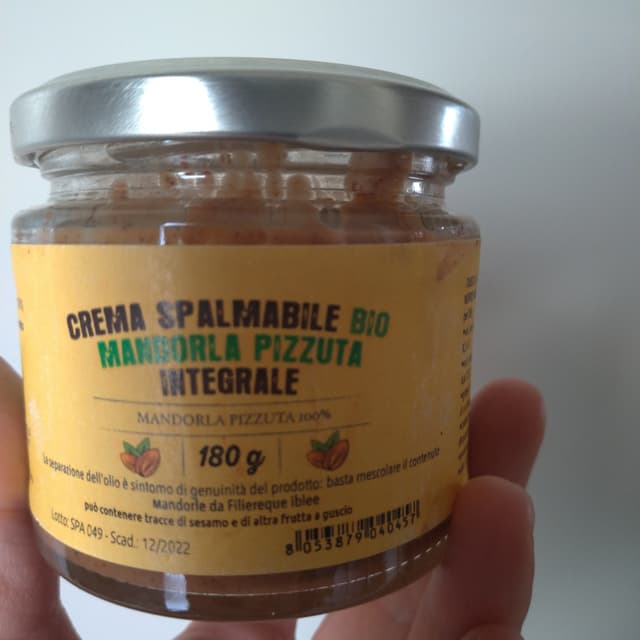 CREMA SPALMABILE BIO
MANDORLA PIZZUTA
INTEGRALE
MANDORLA PIZZUTA 100%
180 g
La separazione dell'olio è sintomo di genuinità del prodotto: basta mescolare il contenuto
Mandorle da Filiereque Iblee
può contenere tracce di sesamo e di altra frutta a guscio
Lotto: SPA 049 - Scad.: 12/2022
8 053879 040457